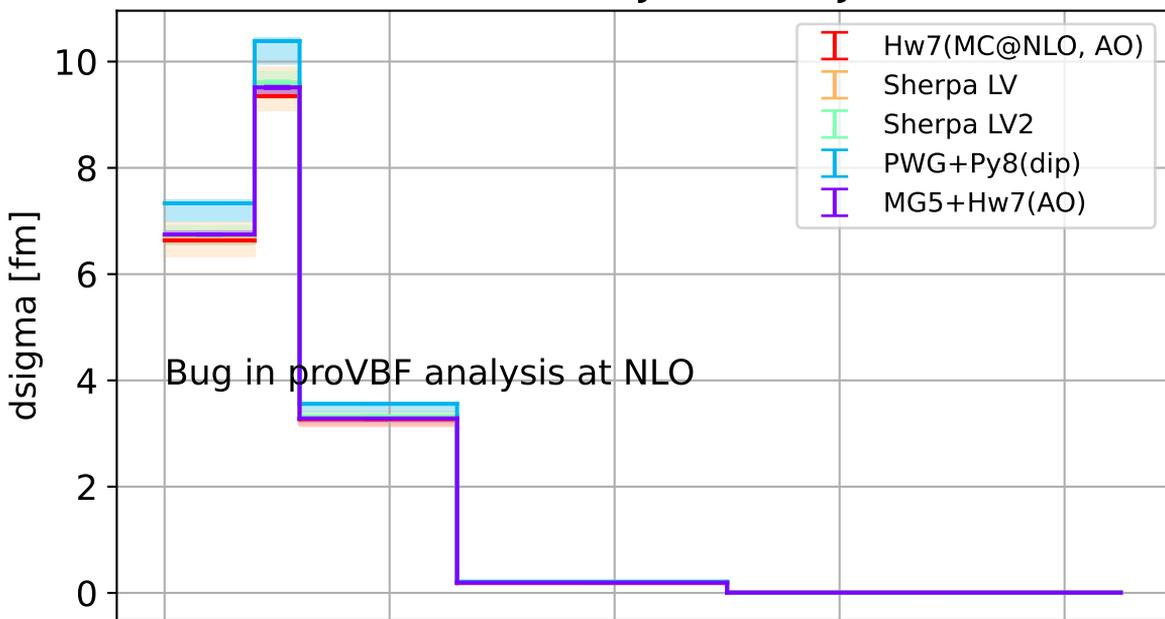 10
8
6
4
2
0
dsigma [fm]
Hw7(MC@NLO, AO)
Sherpa LV
Sherpa LV2
PWG+Py8(dip)
MG5+Hw7(AO)
Bug in proVBF analysis at NLO